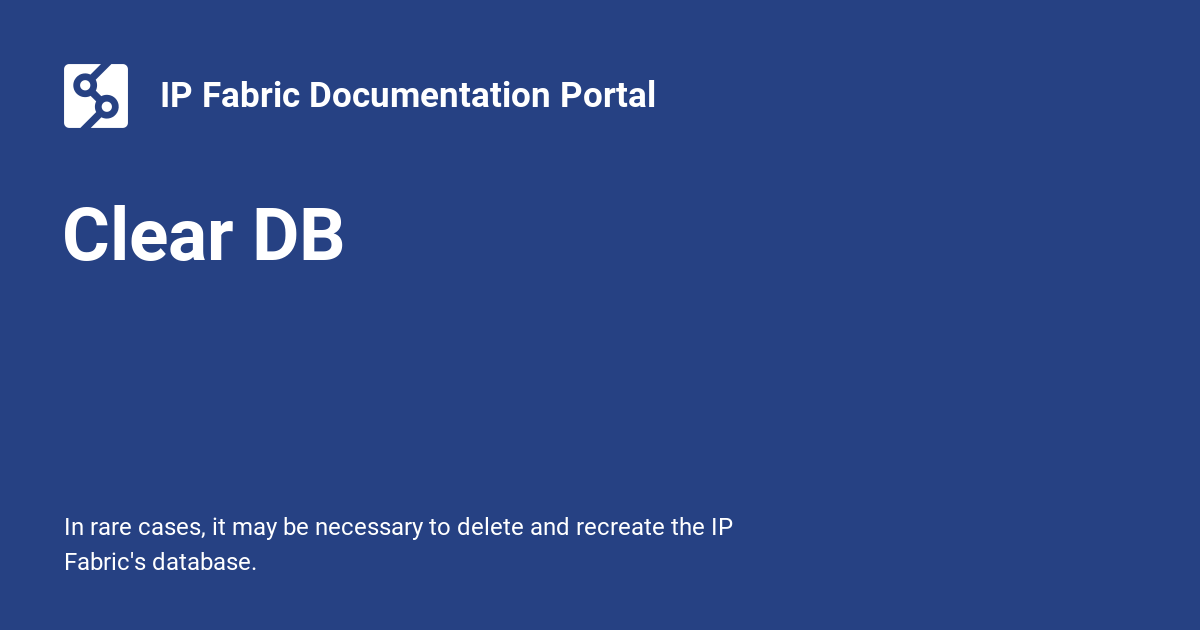 IP Fabric Documentation Portal
Clear DB
In rare cases, it may be necessary to delete and recreate the IP
Fabric's database.